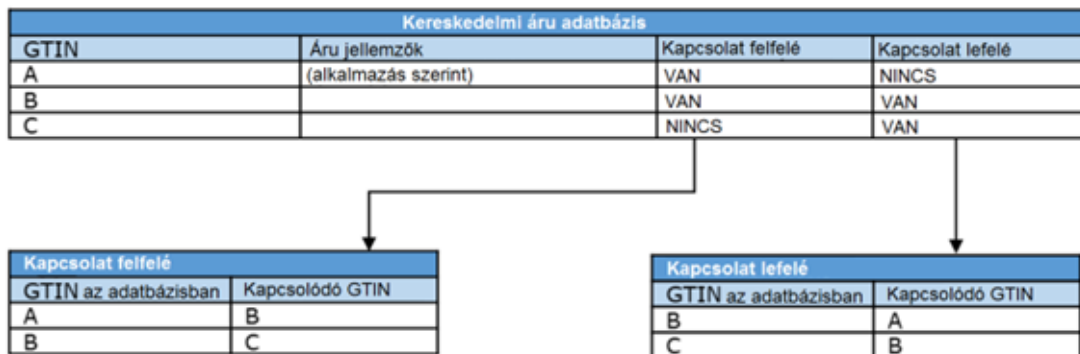 Kereskedelmi áru adatbázis
GTIN Áru jellemzők Kapcsolat felfelé Kapcsolat lefelé
A (alkalmazás szerint) VAN NINCS
B VAN VAN
C NINCS VAN
Kapcsolat felfelé
GTIN az adatbázisban Kapcsolódó GTIN
A B
B C
Kapcsolat lefelé
GTIN az adatbázisban Kapcsolódó GTIN
B A
C B